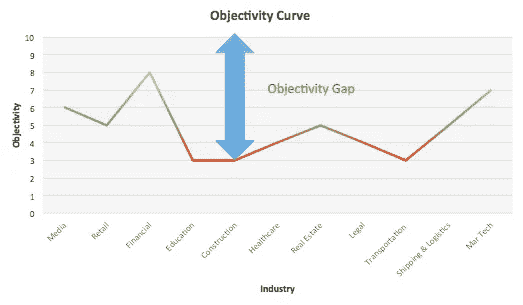 Objectivity Curve
10
9
8
7
6
5
4
3
2
1
0
Objectivity
Objectivity Gap
Media
Retail
Financial
Education
Construction
Healthcare
Real Estate
Legal
Transportation
Shipping & Logistics
Mar Tech
Industry